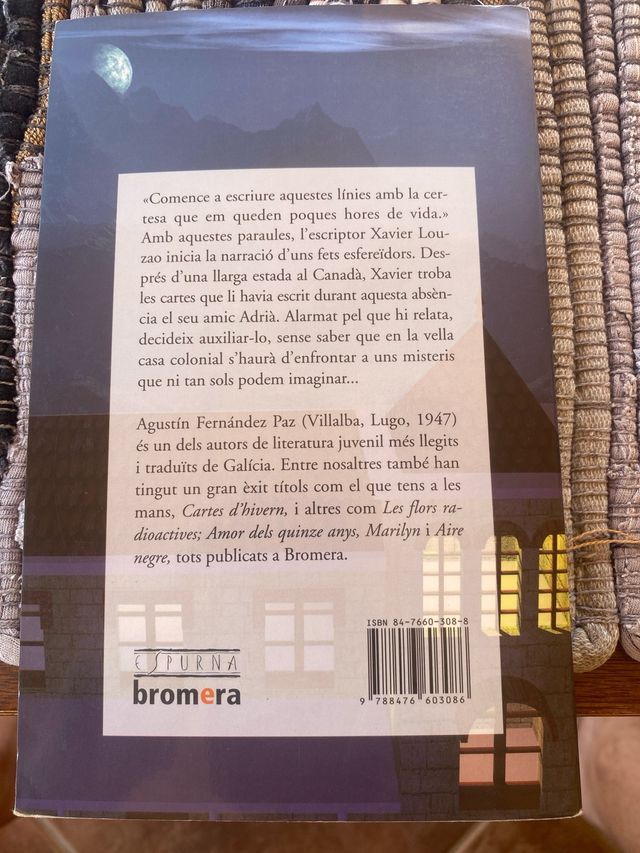 «Comence a escriure aquestes línies amb la cer-
tesa que em queden poques hores de vida.»
Amb aquestes paraules, l'escriptor Xavier Lou-
zao inicia la narració d'uns fets esfereïdors. Des-
prés d'una llarga estada al Canadà, Xavier troba
les cartes que li havia escrit durant aquesta absèn-
cia el seu amic Adrià. Alarmat pel que hi relata,
decideix auxiliar-lo, sense saber que en la vella
casa colonial s'haurà d'enfrontar a uns misteris
que ni tan sols podem imaginar...
Agustín Fernández Paz (Villalba, Lugo, 1947)
és un dels autors de literatura juvenil més llegits
i traduïts de Galícia. Entre nosaltres també han
tingut un gran èxit títols com el que tens a les
mans, Cartes d'hivern, i altres com Les flors ra-
dioactives; Amor dels quinze anys, Marilyn i Aire
negre, tots publicats a Bromera.
ISBN 84-7660-308-8
9 788476 603086
ESPURNA
bromera